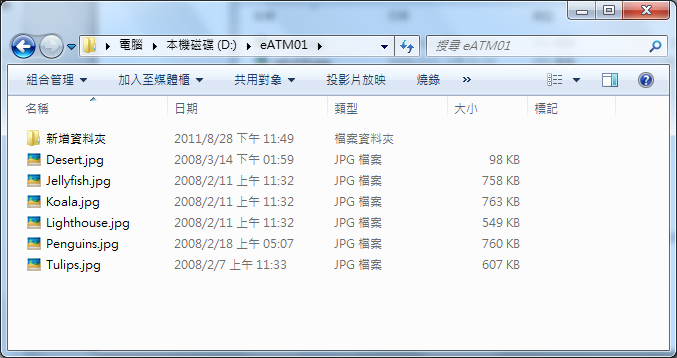 電腦 本機磁碟 (D:) eATM01 搜尋 eATM01
組合管理 加入至媒體櫃 共用對象 投影片放映 燒錄 »
名稱 日期 類型 大小 標記
新增資料夾 2011/8/28 下午 11:49 檔案資料夾
Desert.jpg 2008/3/14 下午 01:59 JPG 檔案 98 KB
Jellyfish.jpg 2008/2/11 上午 11:32 JPG 檔案 758 KB
Koala.jpg 2008/2/11 上午 11:32 JPG 檔案 763 KB
Lighthouse.jpg 2008/2/11 上午 11:32 JPG 檔案 549 KB
Penguins.jpg 2008/2/18 上午 05:07 JPG 檔案 760 KB
Tulips.jpg 2008/2/7 上午 11:33 JPG 檔案 607 KB